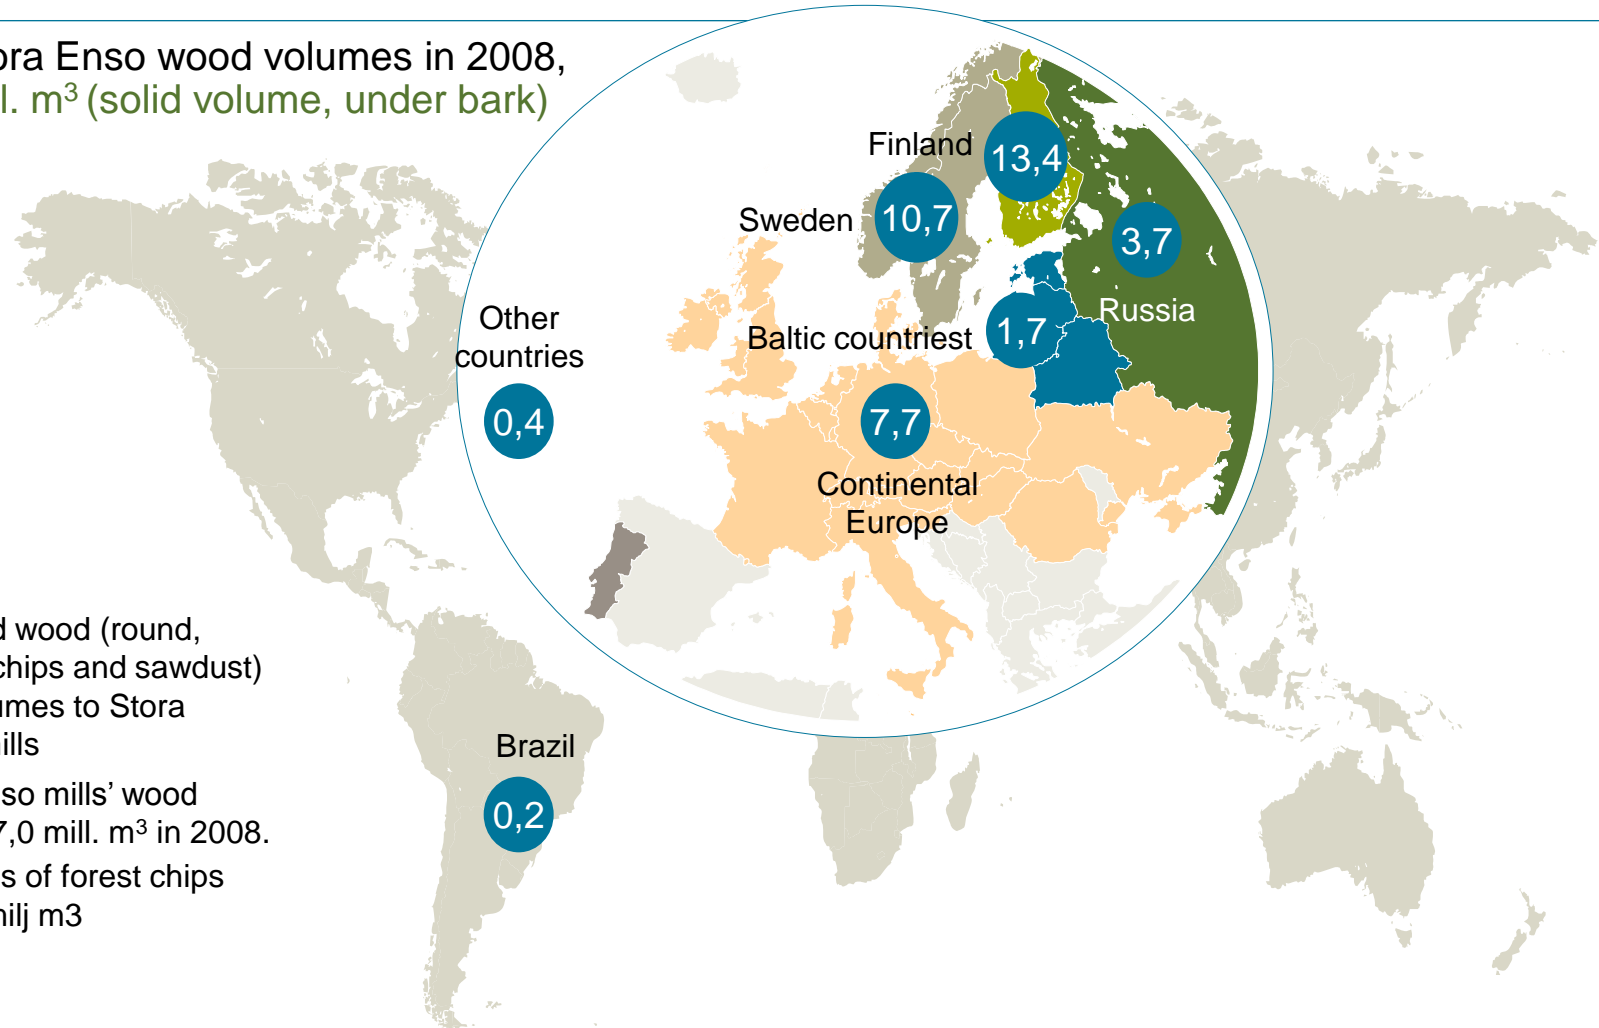 ora Enso wood volumes in 2008,
l. m³ (solid volume, under bark)
Finland
13,4
Sweden
10,7
3,7
Russia
Other
countries
0,4
Baltic countriest
1,7
7,7
Continental
Europe
d wood (round,
chips and sawdust)
umes to Stora
ills
Brazil
0,2
so mills’ wood
7,0 mill. m³ in 2008.
s of forest chips
nilj m3